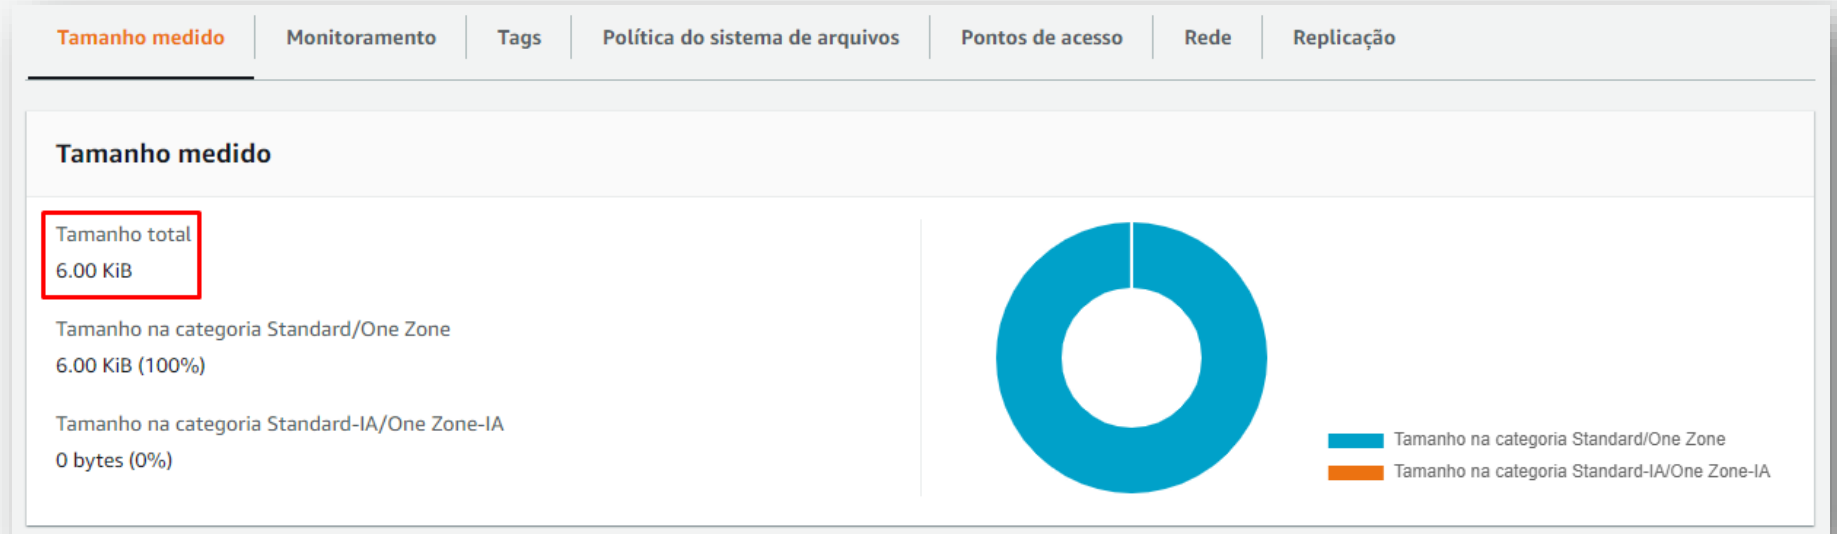 Tamanho medido
Monitoramento
Tags
Política do sistema de arquivos
Pontos de acesso
Rede
Replicação
Tamanho medido
Tamanho total
6.00 KiB
Tamanho na categoria Standard/One Zone
6.00 KiB (100%)
Tamanho na categoria Standard-IA/One Zone-IA
0 bytes (0%)
Tamanho na categoria Standard/One Zone
Tamanho na categoria Standard-IA/One Zone-IA